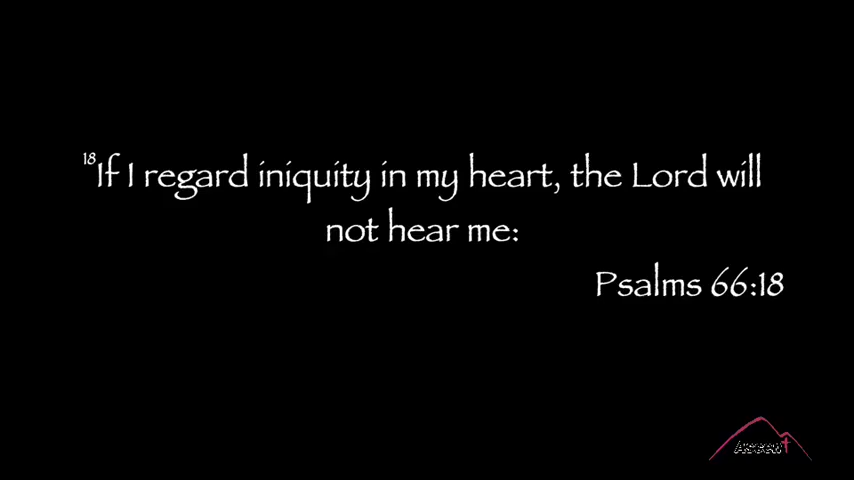 ¹⁸If I regard iniquity in my heart, the Lord will
not hear me:
Psalms 66:18